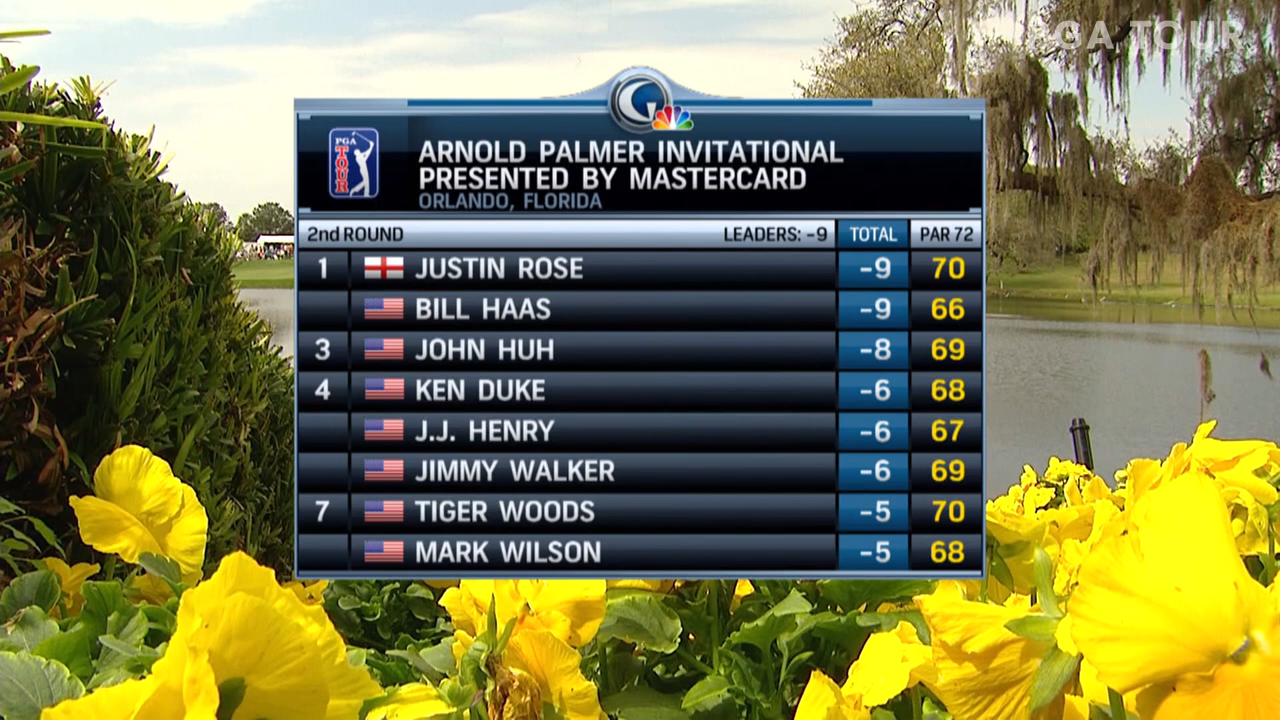 PGA TOUR
PGA
TOUR
ARNOLD PALMER INVITATIONAL
PRESENTED BY MASTERCARD
ORLANDO, FLORIDA
2nd ROUND LEADERS: -9 TOTAL PAR 72
1 JUSTIN ROSE -9 70
BILL HAAS -9 66
3 JOHN HUH -8 69
4 KEN DUKE -6 68
J.J. HENRY -6 67
JIMMY WALKER -6 69
7 TIGER WOODS -5 70
MARK WILSON -5 68